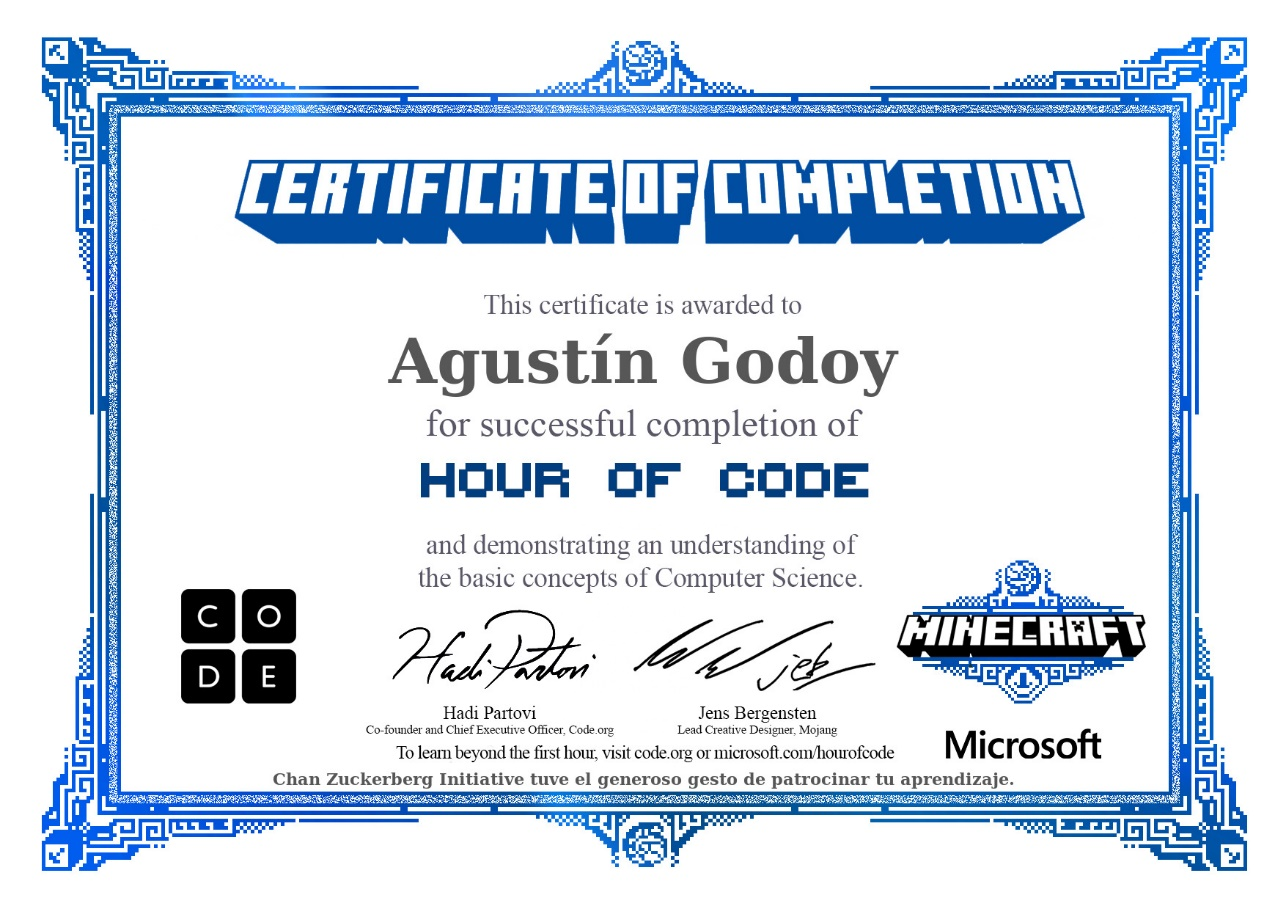 CERTIFICATE OF COMPLETION
This certificate is awarded to
Agustín Godoy
for successful completion of
HOUR OF CODE
and demonstrating an understanding of
the basic concepts of Computer Science.
C O
D E
Hadi Partovi
jeb
MINECRAFT
Hadi Partovi
Co-founder and Chief Executive Officer, Code.org
Jens Bergensten
Lead Creative Designer, Mojang
To learn beyond the first hour, visit code.org or microsoft.com/hourofcode
Microsoft
Chan Zuckerberg Initiative tuve el generoso gesto de patrocinar tu aprendizaje.